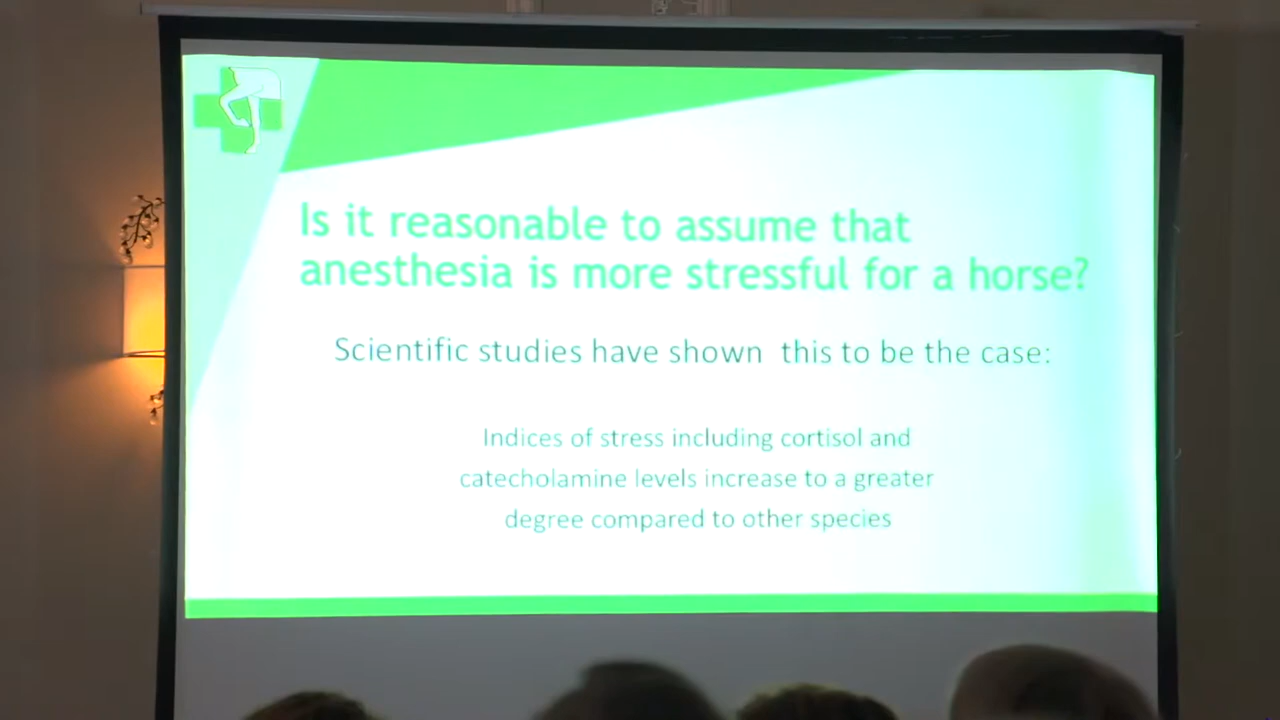 Is it reasonable to assume that
anesthesia is more stressful for a horse?
Scientific studies have shown this to be the case:
Indices of stress including cortisol and
catecholamine levels increase to a greater
degree compared to other species